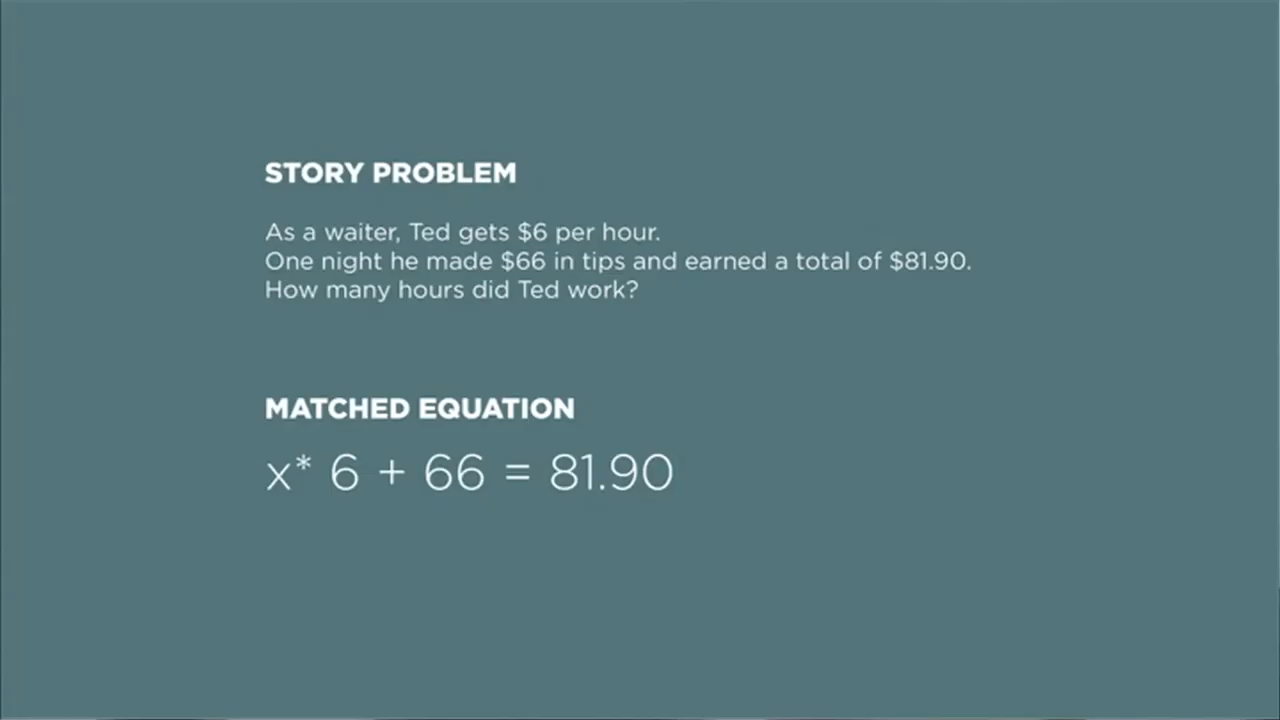 STORY PROBLEM
As a waiter, Ted gets $6 per hour.
One night he made $66 in tips and earned a total of $81.90.
How many hours did Ted work?
MATCHED EQUATION
x* 6 + 66 = 81.90